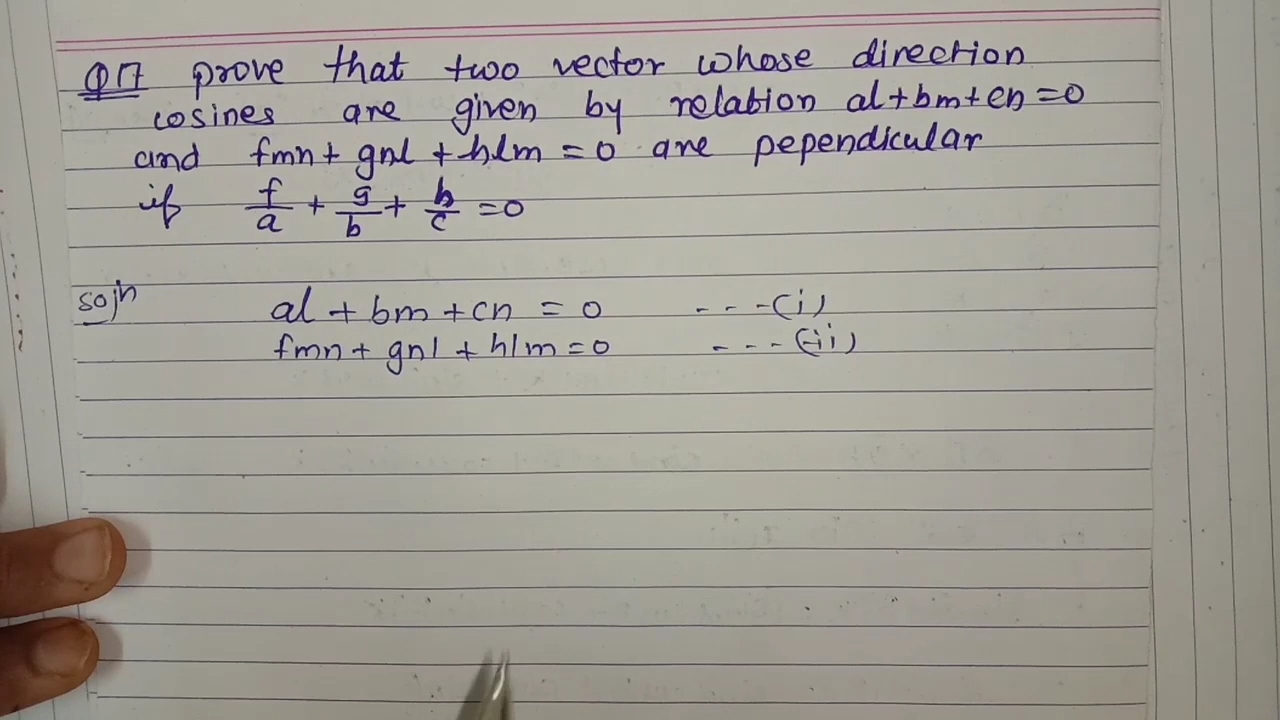 Q17 prove that two vector whose direction
cosines are given by relation al+bm+cn=0
and fmn+ gnl +hlm =0 are pependicular
if f/a + g/b + h/c =0
soln al + bm +cn = 0 - - -(i)
fmn+ gnl + hlm=0 - - -(ii)